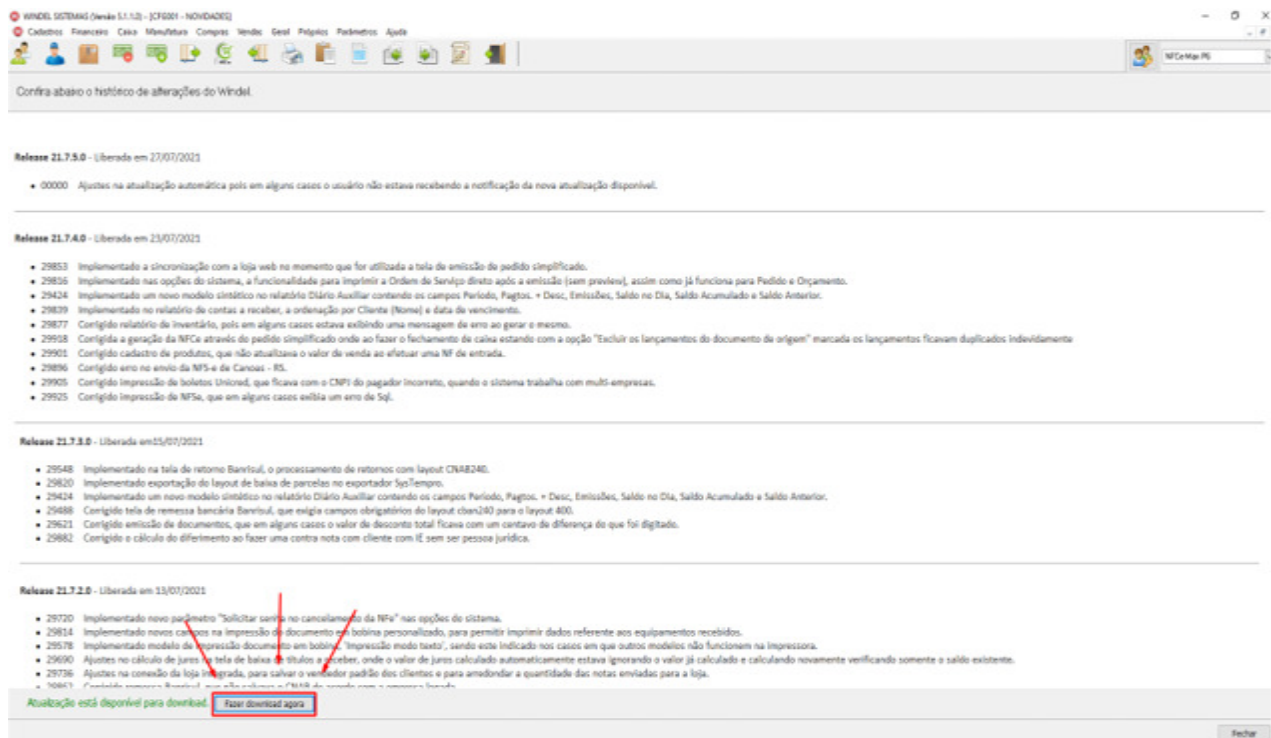 WINDEL SISTEMAS (Versão 5.1.1.0) - [CFG001 - NOVIDADES]
Cadastros Financeiro Caixa Manufatura Compras Vendas Geral Próprios Parâmetros Ajuda
NFCe Max PG
Confira abaixo o histórico de alterações do Windel.
Release 21.7.5.0 - Liberada em 27/07/2021
• 00000 Ajustes na atualização automática pois em alguns casos o usuário não estava recebendo a notificação da nova atualização disponível.
Release 21.7.4.0 - Liberada em 23/07/2021
• 29853 Implementado a sincronização com a loja web no momento que for utilizada a tela de emissão de pedido simplificado.
• 29816 Implementado nas opções do sistema, a funcionalidade para imprimir a Ordem de Serviço direto após a emissão (sem preview), assim como já funciona para Pedido e Orçamento.
• 29424 Implementado um novo modelo sintético no relatório Diário Auxiliar contendo os campos Período, Pagtos. + Desc, Emissões, Saldo no Dia, Saldo Acumulado e Saldo Anterior.
• 29839 Implementado no relatório de contas a receber, a ordenação por Cliente (Nome) e data de vencimento.
• 29877 Corrigido relatório de inventário, pois em alguns casos estava exibindo uma mensagem de erro ao gerar o mesmo.
• 29918 Corrigida a geração da NFCe através do pedido simplificado onde ao fazer o fechamento de caixa estando com a opção "Excluir os lançamentos do documento de origem" marcada os lançamentos ficavam duplicados indevidamente
• 29901 Corrigido cadastro de produtos, que não atualizava o valor de venda ao efetuar uma NF de entrada.
• 29896 Corrigido erro no envio da NFS-e de Canoas - RS.
• 29905 Corrigido impressão de boletos Unicred, que ficava com o CNPJ do pagador incorreto, quando o sistema trabalha com multi-empresas.
• 29925 Corrigido impressão de NFSe, que em alguns casos exibia um erro de Sql.
Release 21.7.3.0 - Liberada em15/07/2021
• 29548 Implementado na tela de retorno Banrisul, o processamento de retornos com layout CNAB240.
• 29820 Implementado exportação do layout de baixa de parcelas no exportador SysTempro.
• 29424 Implementado um novo modelo sintético no relatório Diário Auxiliar contendo os campos Período, Pagtos. + Desc, Emissões, Saldo no Dia, Saldo Acumulado e Saldo Anterior.
• 29488 Corrigido tela de remessa bancária Banrisul, que exigia campos obrigatórios do layout cban240 para o layout 400.
• 29621 Corrigido emissão de documentos, que em alguns casos o valor de desconto total ficava com um centavo de diferença do que foi digitado.
• 29882 Corrigido o cálculo do diferimento ao fazer uma contra nota com cliente com IE sem ser pessoa jurídica.
Release 21.7.2.0 - Liberada em 13/07/2021
• 29720 Implementado novo parâmetro "Solicitar senha no cancelamento da NFe" nas opções do sistema.
• 29814 Implementado novos campos na impressão do documento em bobina personalizado, para permitir imprimir dados referente aos equipamentos recebidos.
• 29578 Implementado modelo de impressão documento em bobina, 'Impressão modo texto', sendo este indicado nos casos em que outros modelos não funcionem na impressora.
• 29690 Ajustes no cálculo de juros na tela de baixa de títulos a receber, onde o valor de juros calculado automaticamente estava ignorando o valor já calculado e calculando novamente verificando somente o saldo existente.
• 29736 Ajustes na conexão da loja integrada, para salvar o vendedor padrão dos clientes e para arredondar a quantidade das notas enviadas para a loja.
• 29862 Corrigido remessa Banrisul, que não salvava o CNAB de acordo com a empresa logada.
Atualização está disponível para download. Fazer download agora
Fechar